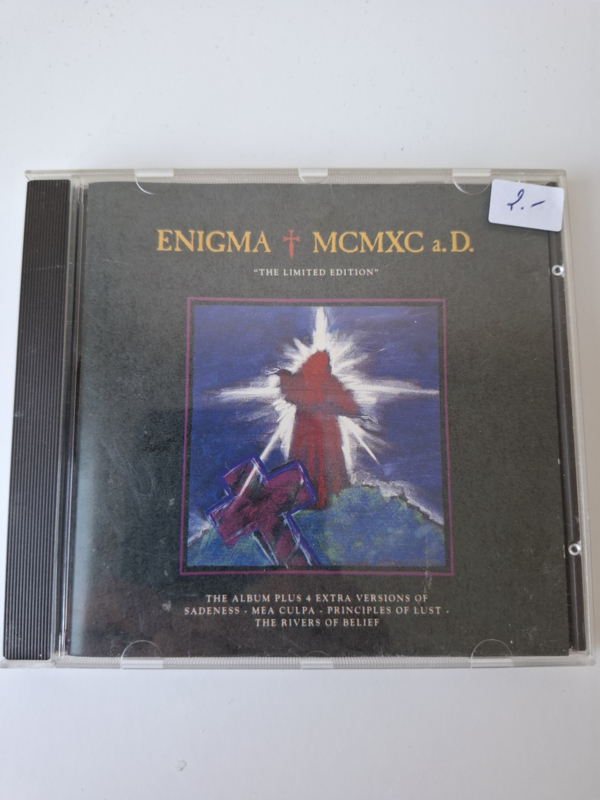 2.-
ENIGMA † MCMXC a.D.
"THE LIMITED EDITION"
THE ALBUM PLUS 4 EXTRA VERSIONS OF
SADENESS · MEA CULPA · PRINCIPLES OF LUST ·
THE RIVERS OF BELIEF